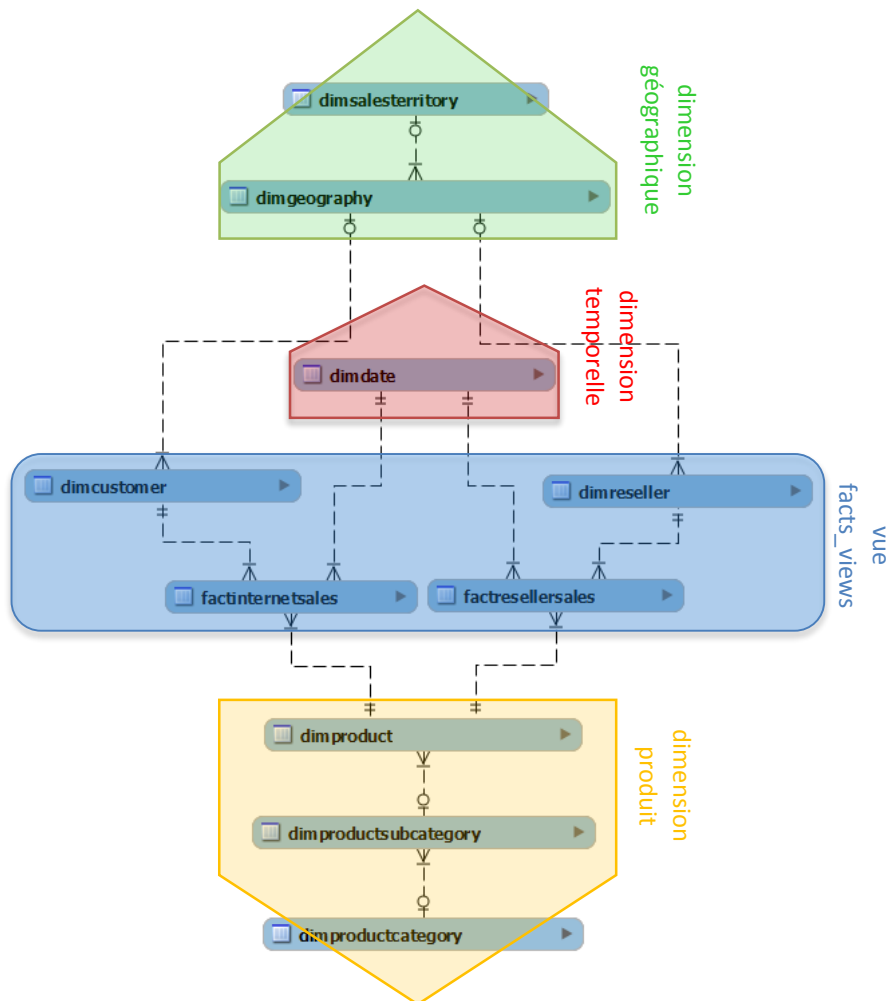 dimsalesterritory
dimension
géographique
dimgeography
dimension
temporelle
dimdate
dimcustomer
dimreseller
vue
facts_views
factinternetsales
factresellersales
dimproduct
dimension
produit
dimproductsubcategory
dimproductcategory